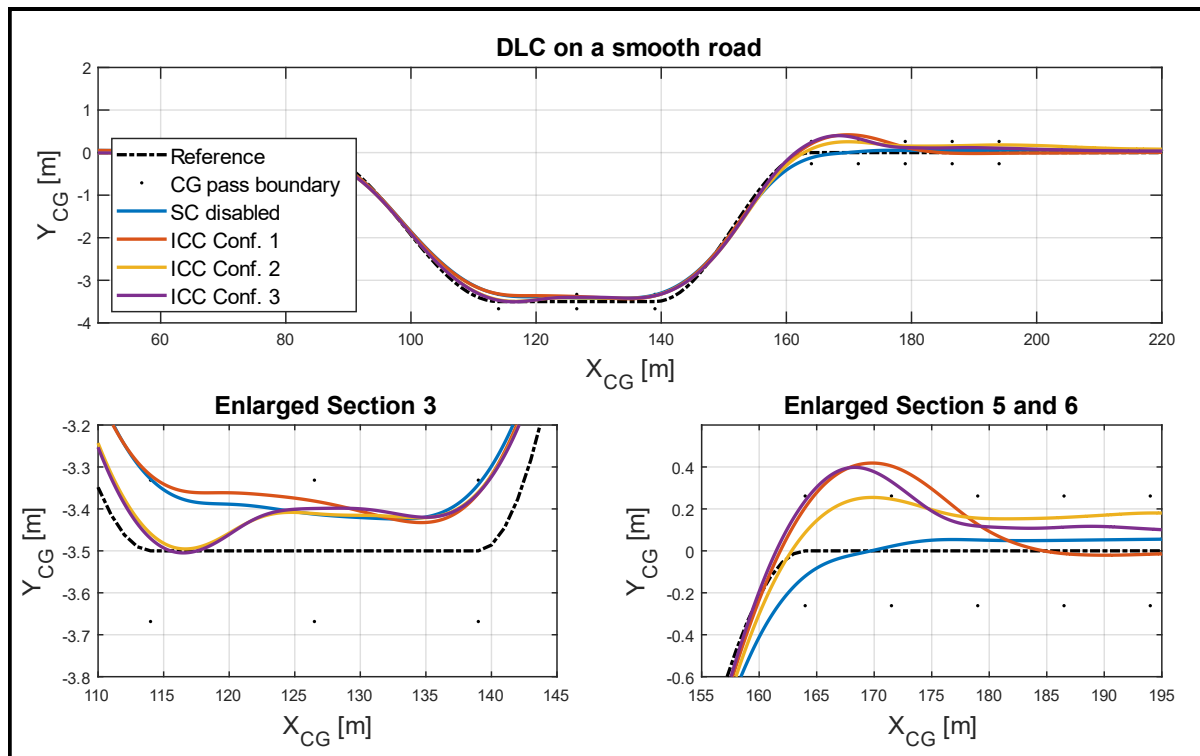 DLC on a smooth road
2
1
0
-1
-2
-3
-4
Y_CG [m]
Reference
CG pass boundary
SC disabled
ICC Conf. 1
ICC Conf. 2
ICC Conf. 3
60 80 100 120 140 160 180 200 220
X_CG [m]
Enlarged Section 3
-3.2
-3.3
-3.4
-3.5
-3.6
-3.7
-3.8
Y_CG [m]
110 115 120 125 130 135 140 145
X_CG [m]
Enlarged Section 5 and 6
0.4
0.2
0
-0.2
-0.4
-0.6
Y_CG [m]
155 160 165 170 175 180 185 190 195
X_CG [m]